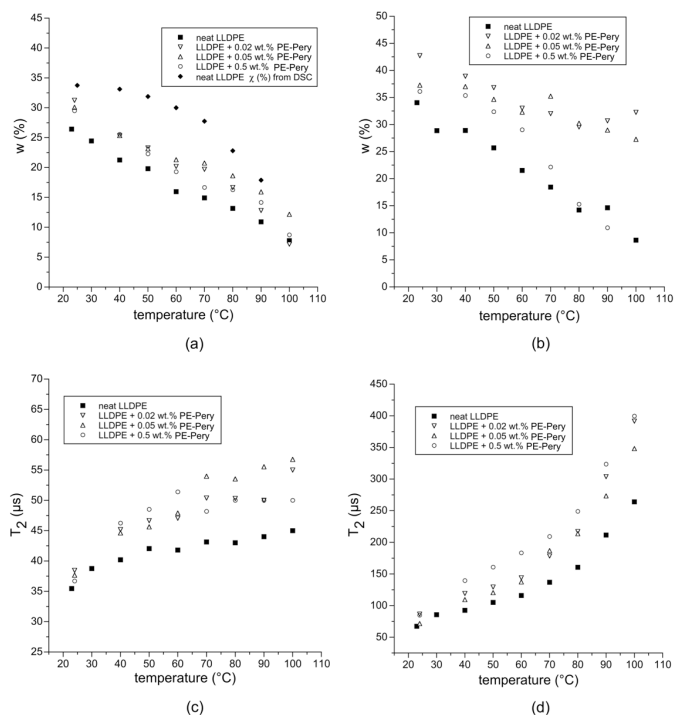 neat LLDPE
LLDPE + 0.02 wt.% PE-Pery
LLDPE + 0.05 wt.% PE-Pery
LLDPE + 0.5 wt.% PE-Pery
neat LLDPE χ (%) from DSC
w (%)
45
40
35
30
25
20
15
10
5
0
20 30 40 50 60 70 80 90 100 110
temperature (°C)
(a)
neat LLDPE
LLDPE + 0.02 wt.% PE-Pery
LLDPE + 0.05 wt.% PE-Pery
LLDPE + 0.5 wt.% PE-Pery
w (%)
50
45
40
35
30
25
20
15
10
5
0
20 30 40 50 60 70 80 90 100 110
temperature (°C)
(b)
neat LLDPE
LLDPE + 0.02 wt.% PE-Pery
LLDPE + 0.05 wt.% PE-Pery
LLDPE + 0.5 wt.% PE-Pery
T2 (µs)
70
65
60
55
50
45
40
35
30
25
20 30 40 50 60 70 80 90 100 110
temperature (°C)
(c)
neat LLDPE
LLDPE + 0.02 wt.% PE-Pery
LLDPE + 0.05 wt.% PE-Pery
LLDPE + 0.5 wt.% PE-Pery
T2 (µs)
450
400
350
300
250
200
150
100
50
20 30 40 50 60 70 80 90 100 110
temperature (°C)
(d)